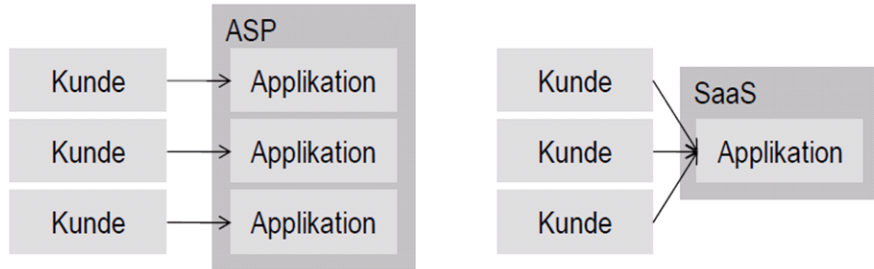 ASP
Kunde
Applikation
Kunde
Applikation
Kunde
Applikation
Kunde
Kunde
Kunde
SaaS
Applikation